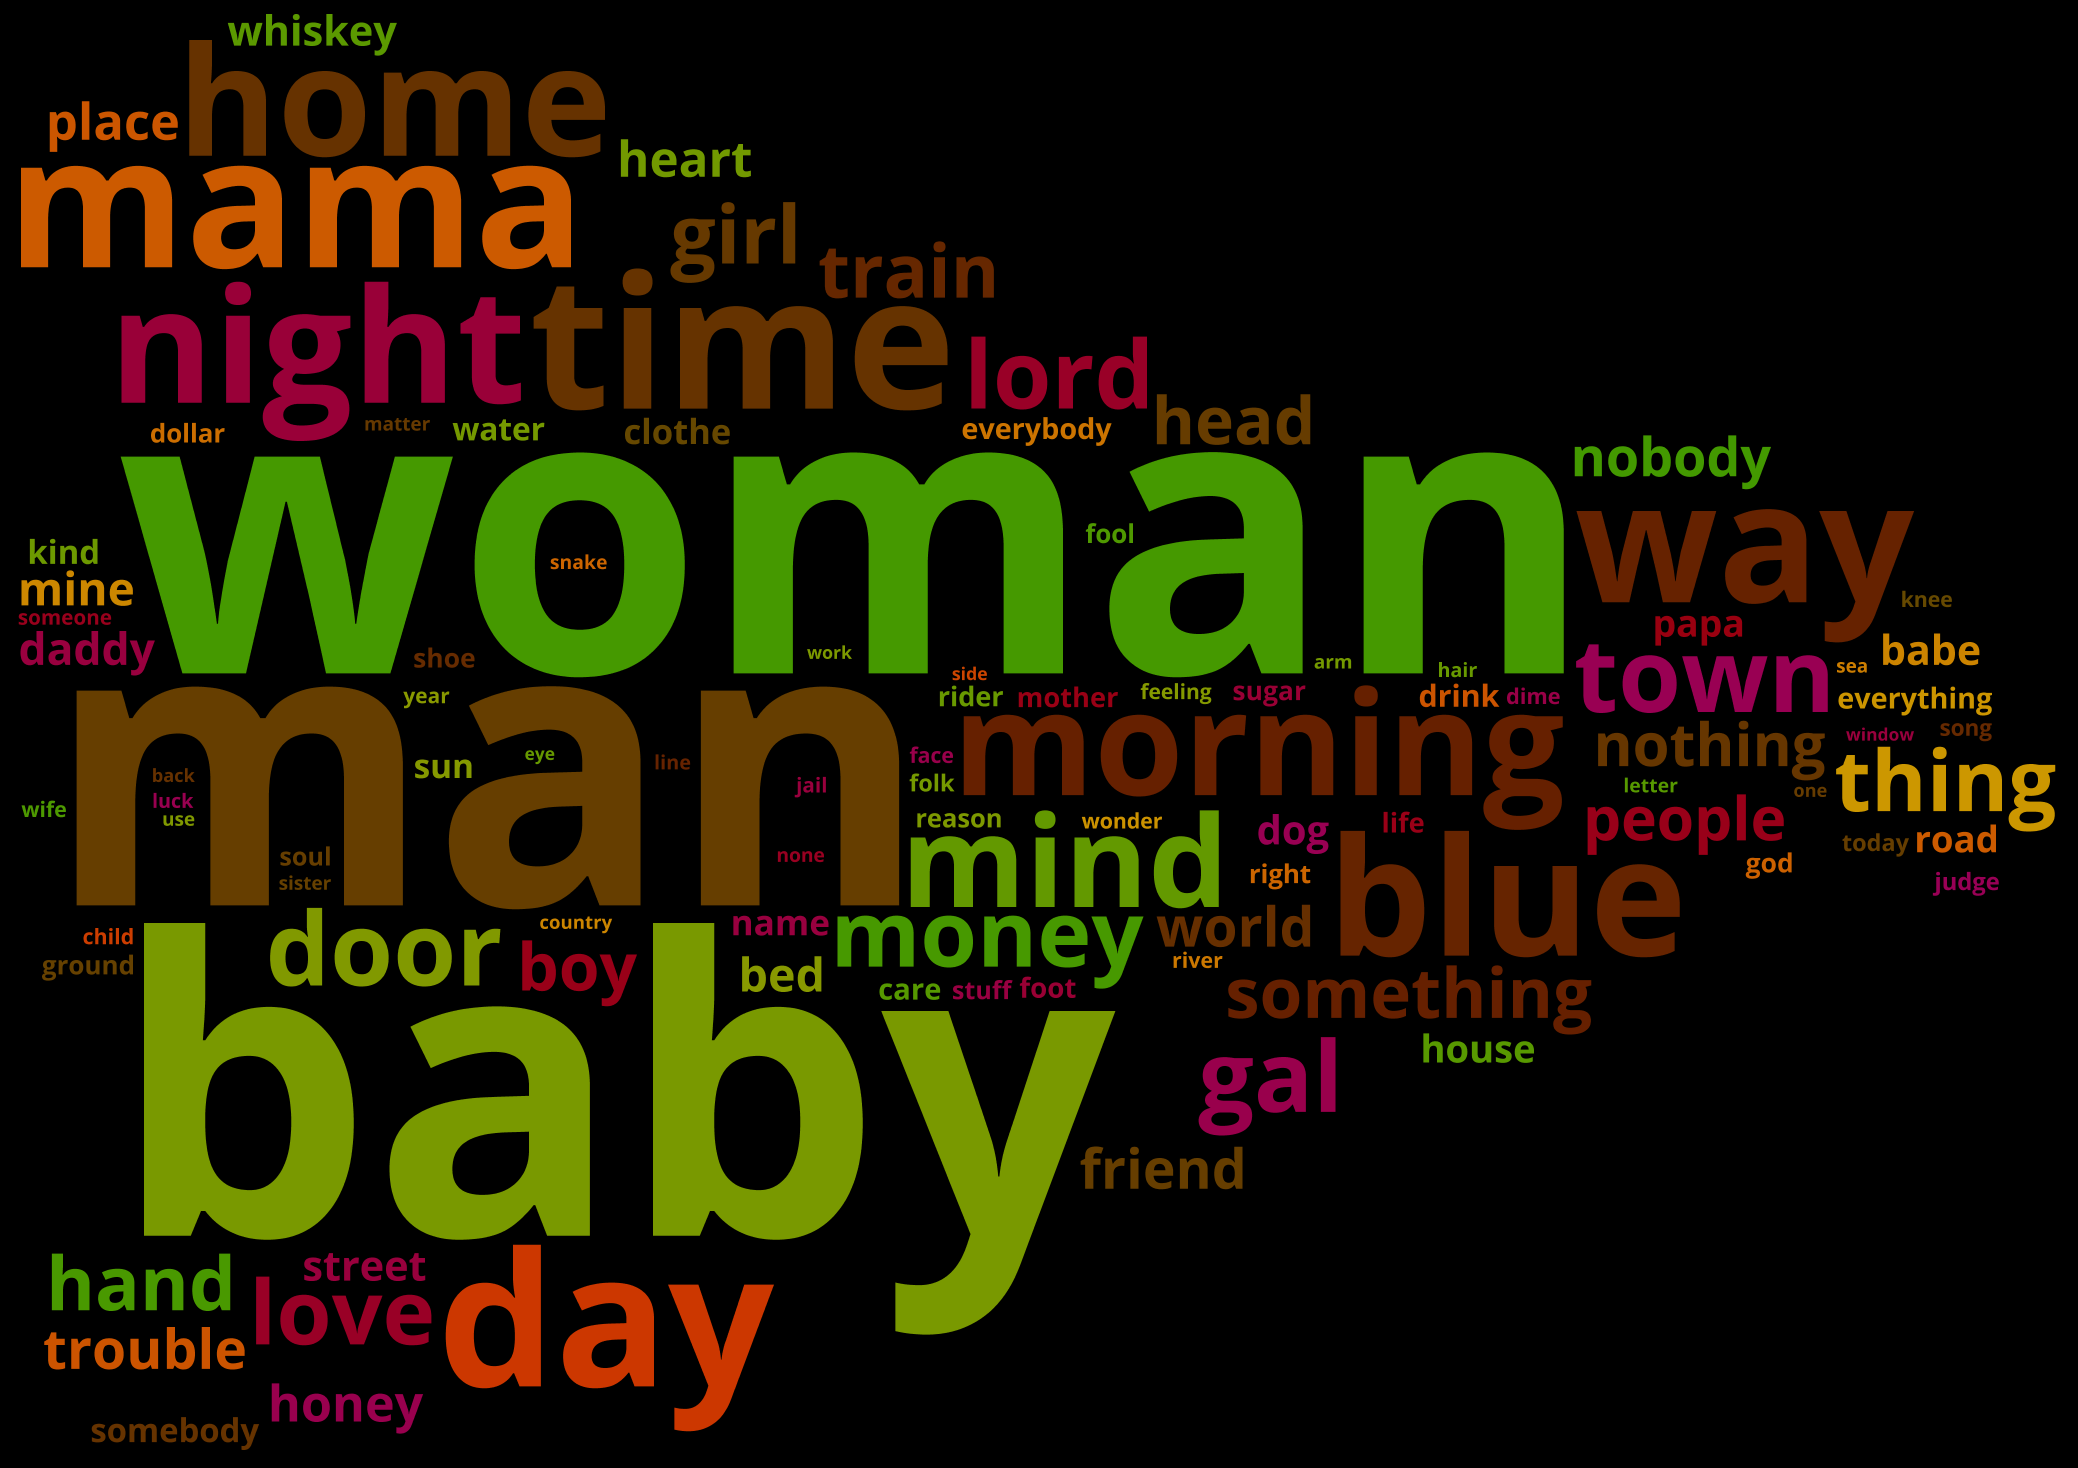 whiskey
home
place
heart
mama
girl
train
night
time
lord
head
dollar
matter
water
clothe
everybody
nobody
woman
way
fool
kind
snake
mine
someone
knee
daddy
papa
babe
shoe
work
arm
sea
side
hair
town
year
rider
mother
feeling
sugar
drink
dime
everything
man
morning
song
window
nothing
sun
eye
line
face
thing
back
jail
folk
letter
one
wife
luck
use
reason
wonder
dog
life
people
mind
blue
today
road
soul
none
right
god
sister
judge
door
country
name
money
world
child
boy
ground
bed
river
baby
care
stuff
foot
something
house
gal
friend
hand
street
day
love
trouble
honey
somebody